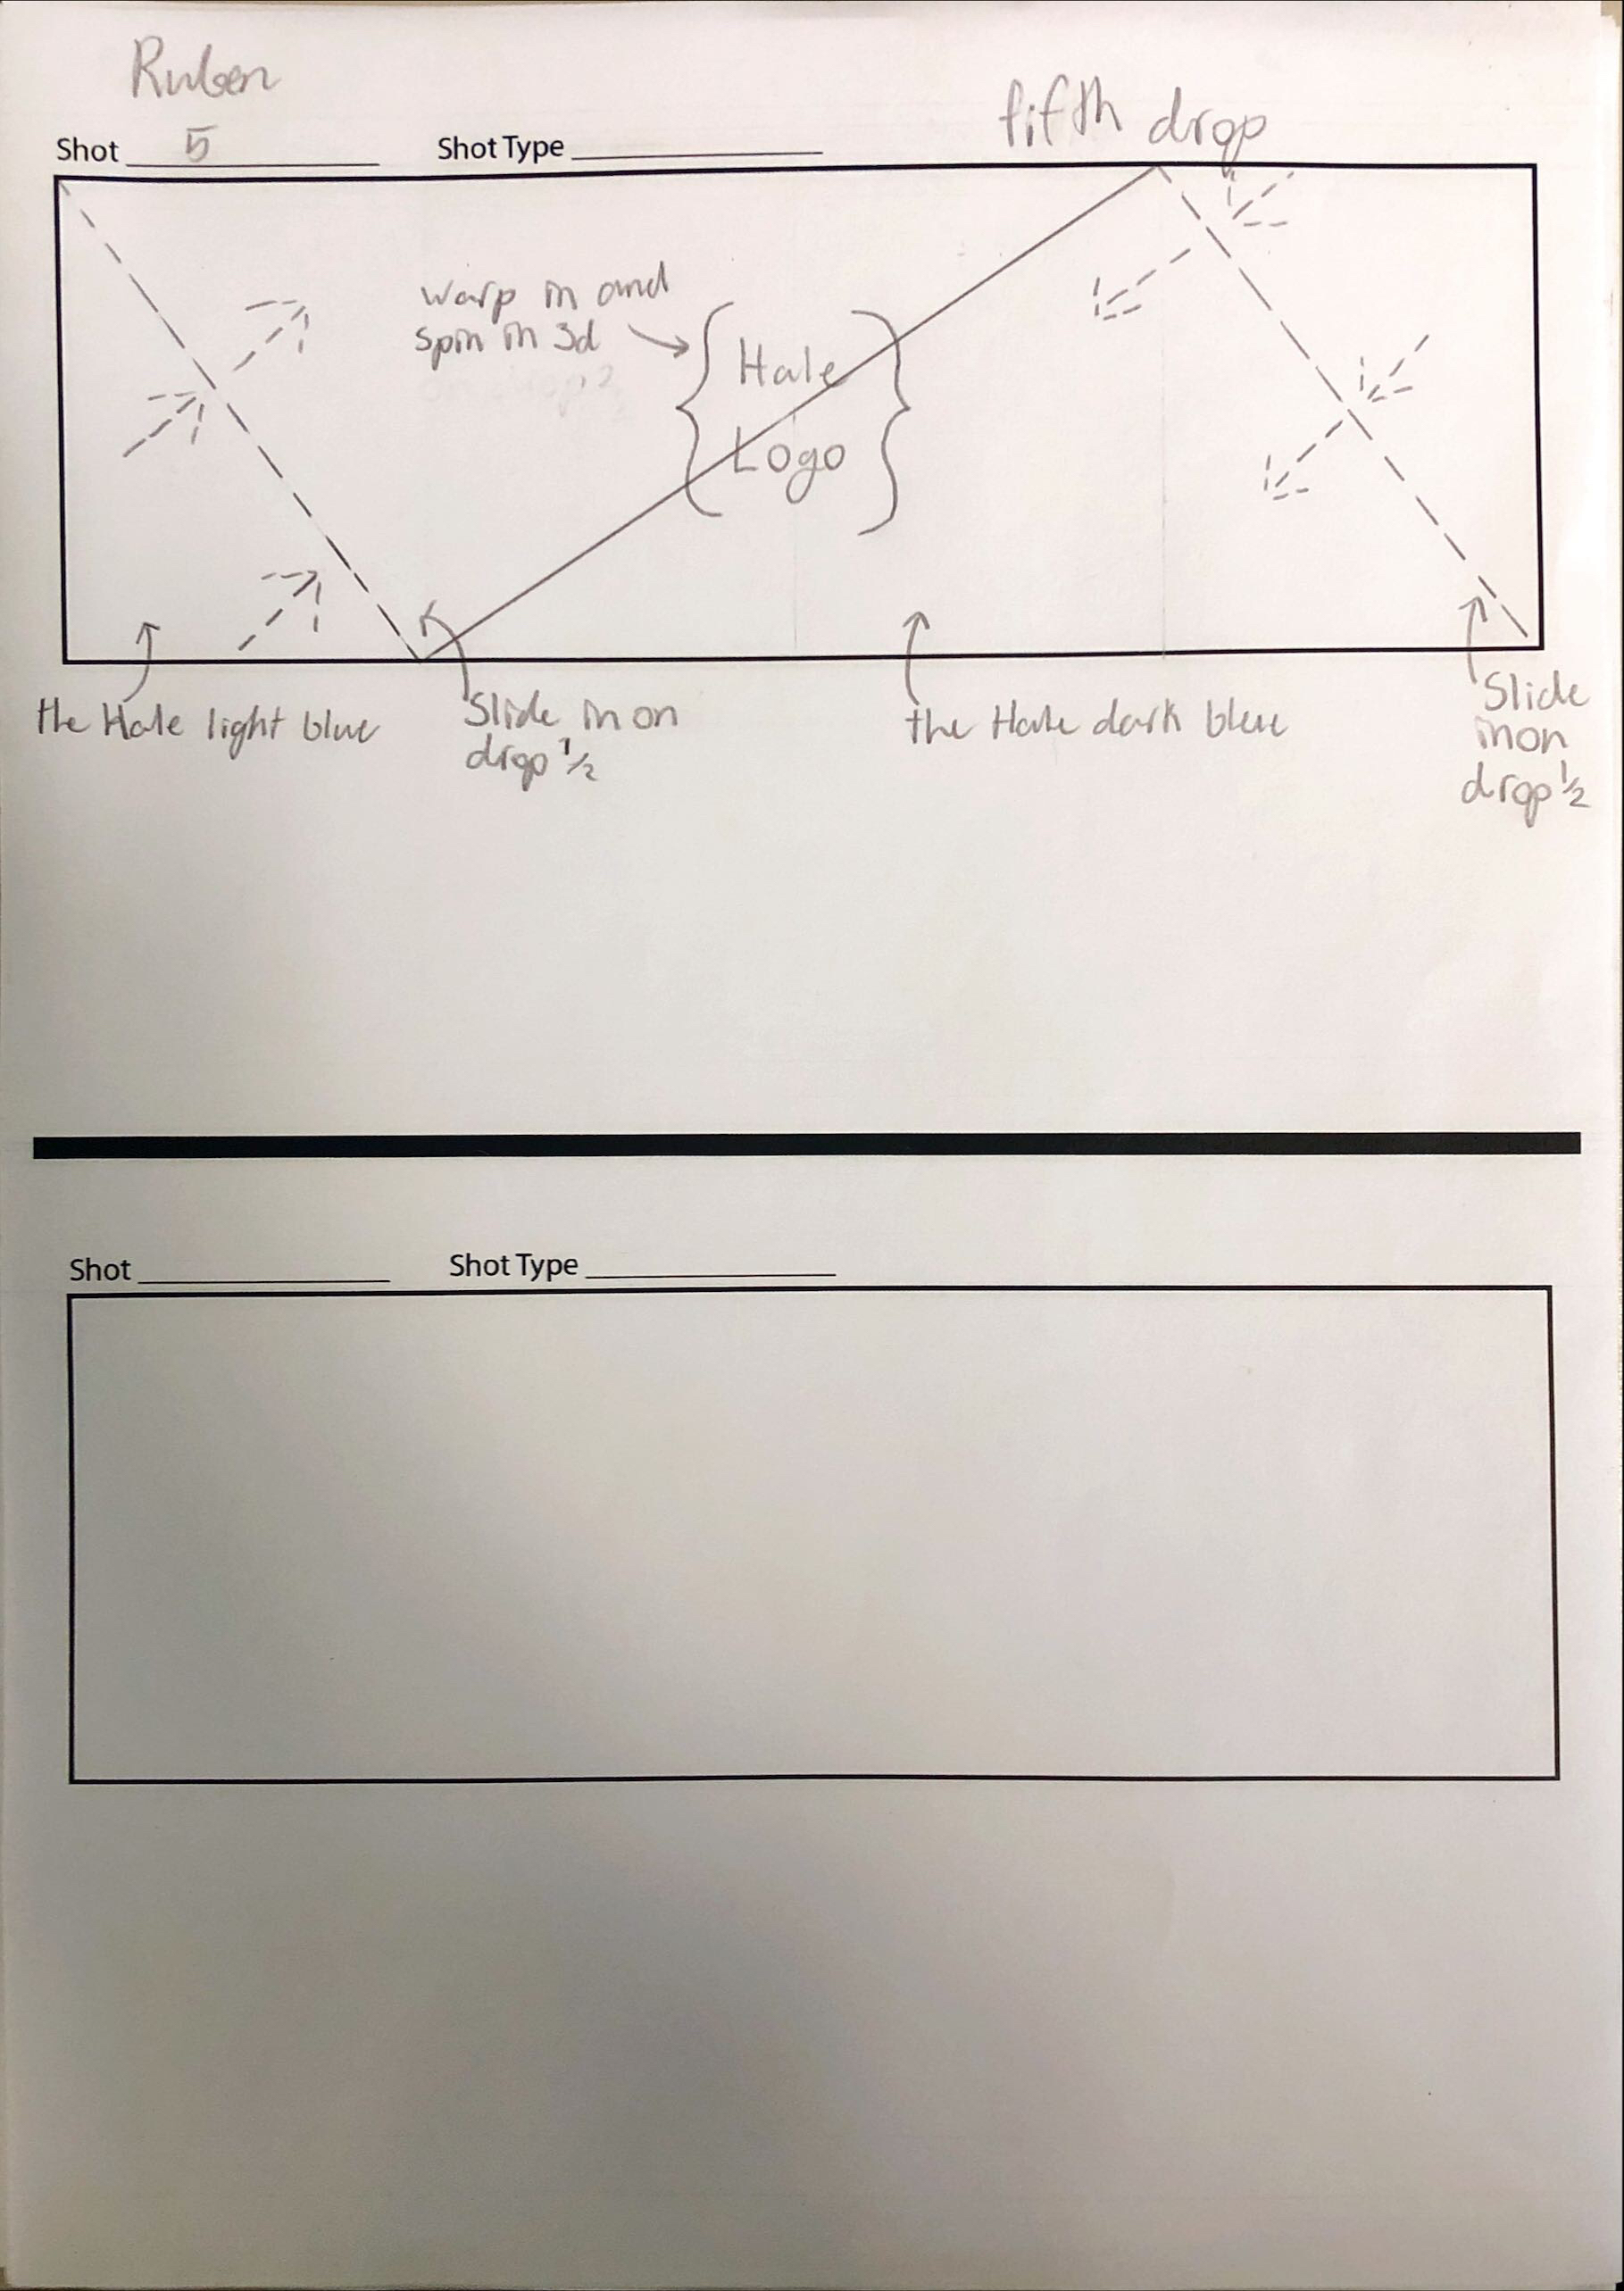 Ruben
fifth drop
Shot 5 Shot Type
warp in and
spin in 3d
Hale
Logo
the Hale light blue
Slide in on
drop 1/2
the Hale dark blue
Slide
in on
drop 1/2
Shot Shot Type